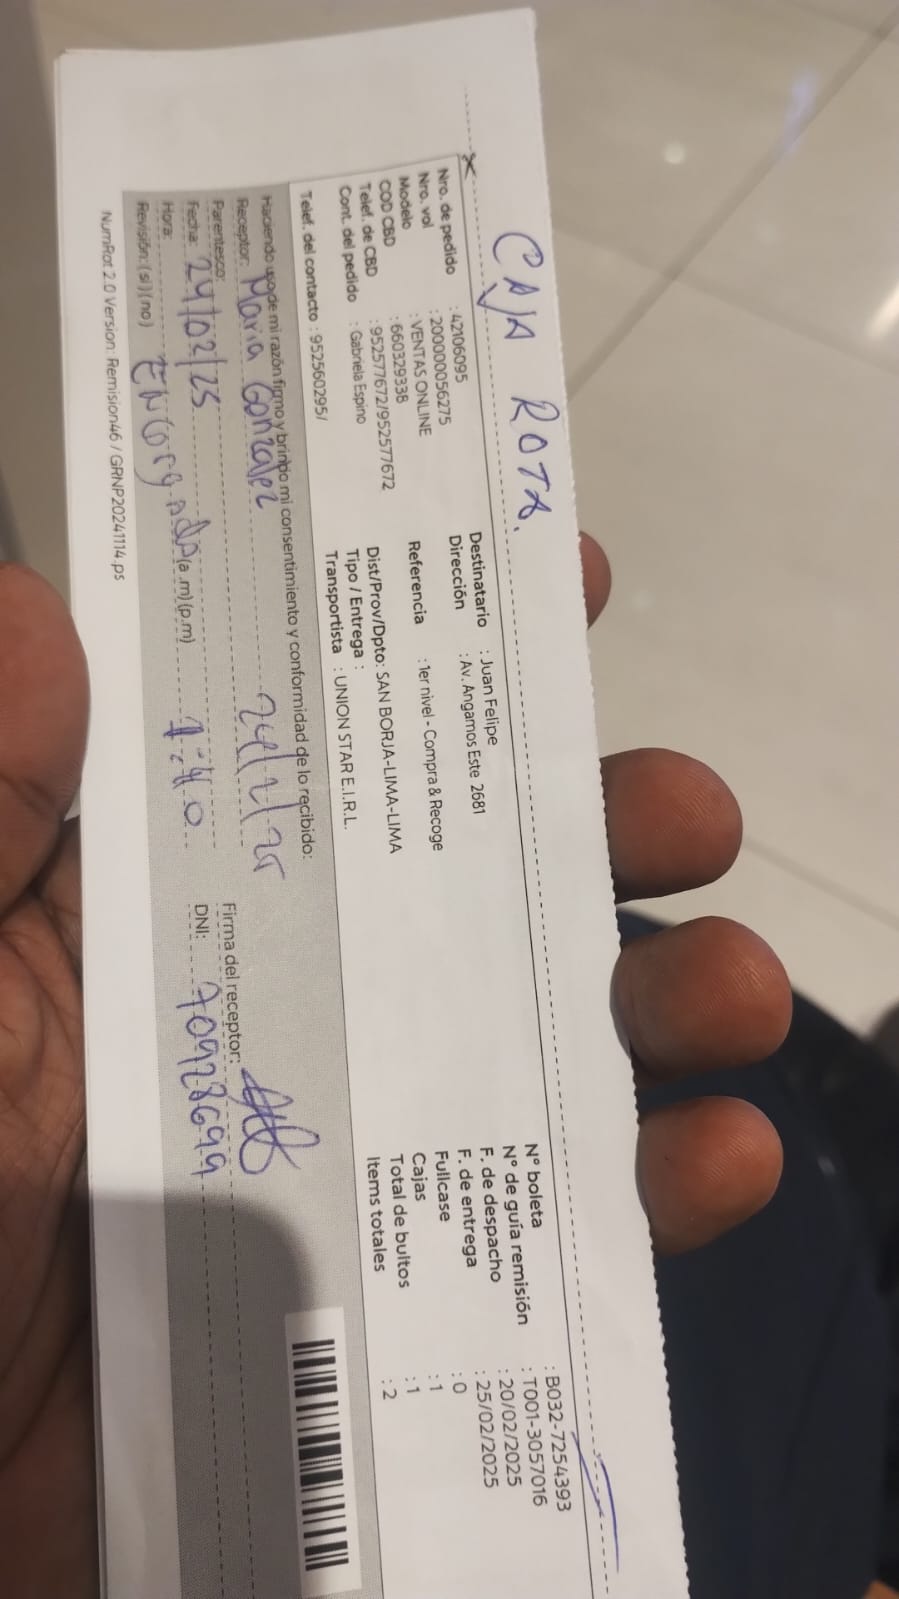 CAJA ROTA.
Nro. de pedido : 42106095
Nro. vol : 200000056275
Modelo : VENTAS ONLINE
COD CBD : 660329338
Telef. de CBD : 952577672/952577672
Cont. del pedido : Gabriela Espino
Telef. del contacto : 952560295/
Destinatario : Juan Felipe
Dirección : Av. Angamos Este 2681
Referencia : 1er nivel - Compra & Recoge
Dist/Prov/Dpto: SAN BORJA-LIMA-LIMA
Tipo / Entrega :
Transportista : UNION STAR E.I.R.L.
N° boleta : B032-7254393
N° de guía remisión : T001-3057016
F. de despacho : 20/02/2025
F. de entrega : 25/02/2025
Fullcase : 0
Cajas : 1
Total de bultos : 1
Items totales : 2
Haciendo uso de mi razón firmo y brindo mi consentimiento y conformidad de lo recibido:
Receptor: Maria Gonzalez 24/2/25
Parentesco:
Fecha: 24/02/25
Hora: (a.m)(p.m) 1:40
Revisión:(si)(no) Encargada
Firma del receptor:
DNI: 70928699
NumRot 2.0 Version: Remision46 / GRNP20241114.ps